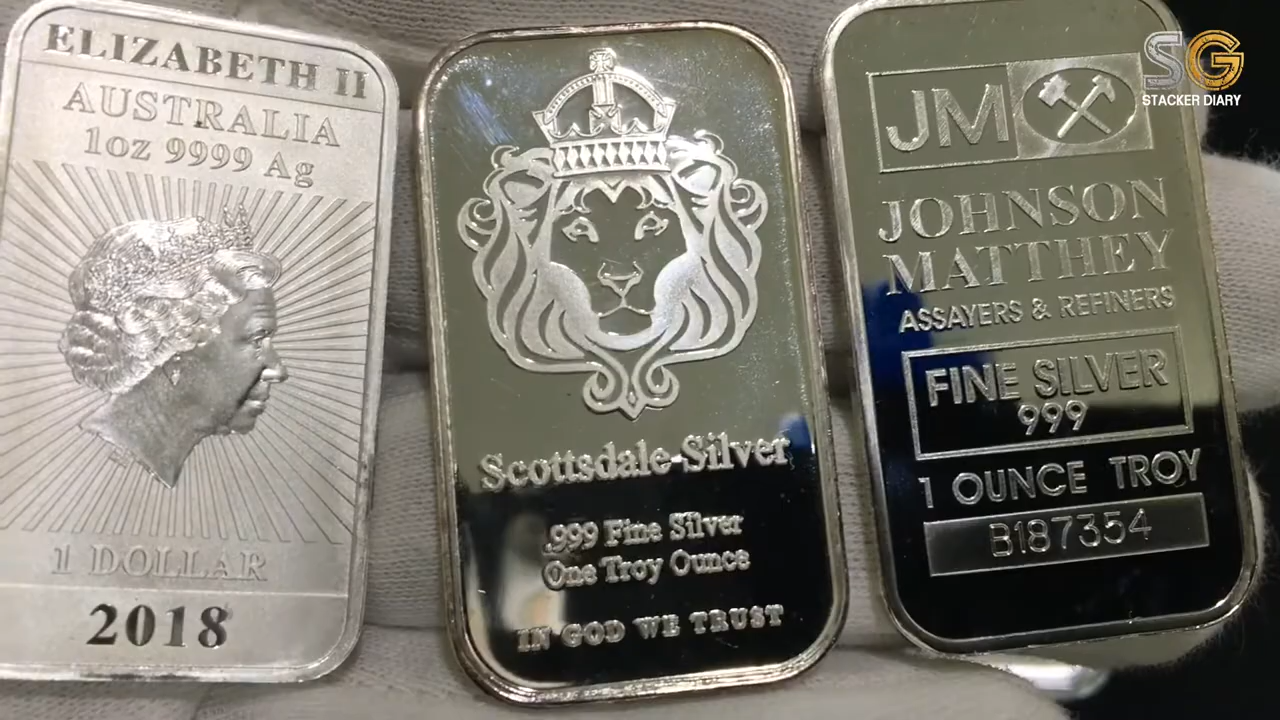 ELIZABETH II
AUSTRALIA
1oz 9999 Ag
1 DOLLAR
2018
Scottsdale-Silver
.999 Fine Silver
One Troy Ounce
IN GOD WE TRUST
JM
JOHNSON
MATTHEY
ASSAYERS & REFINERS
FINE SILVER
999
1 OUNCE TROY
B187354
SG
STACKER DIARY